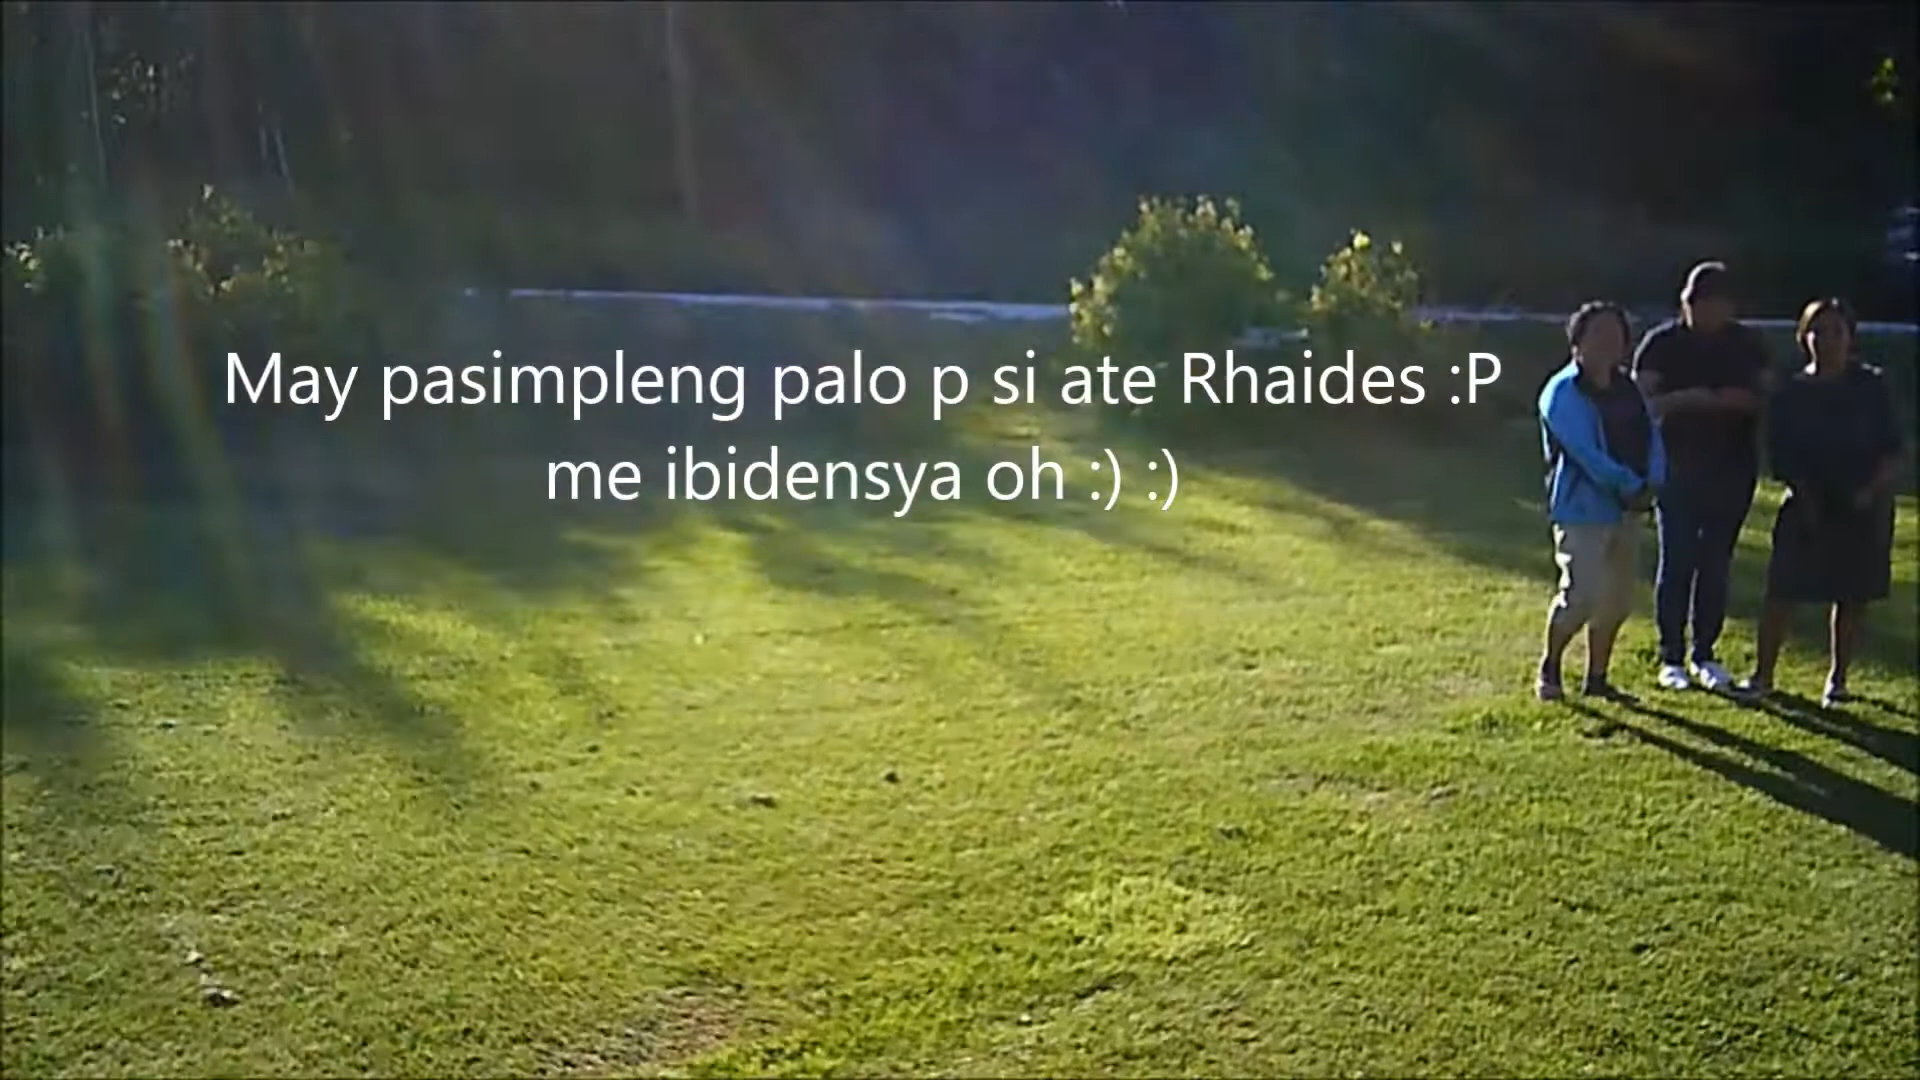 May pasimpleng palo p si ate Rhaides :P
me ibidensya oh :) :)